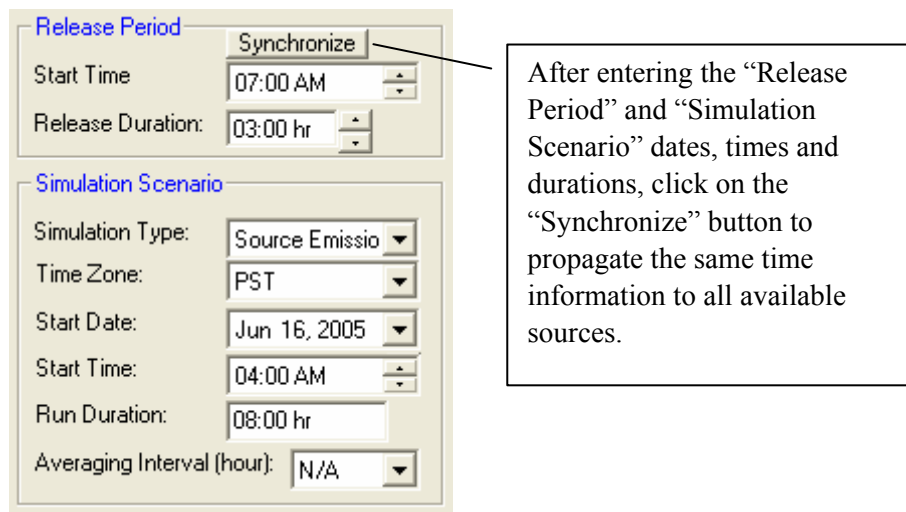 Release Period
Synchronize
Start Time
07:00 AM
Release Duration:
03:00 hr
Simulation Scenario
Simulation Type:
Source Emissio
Time Zone:
PST
Start Date:
Jun 16, 2005
Start Time:
04:00 AM
Run Duration:
08:00 hr
Averaging Interval (hour):
N/A
After entering the “Release
Period” and “Simulation
Scenario” dates, times and
durations, click on the
“Synchronize” button to
propagate the same time
information to all available
sources.